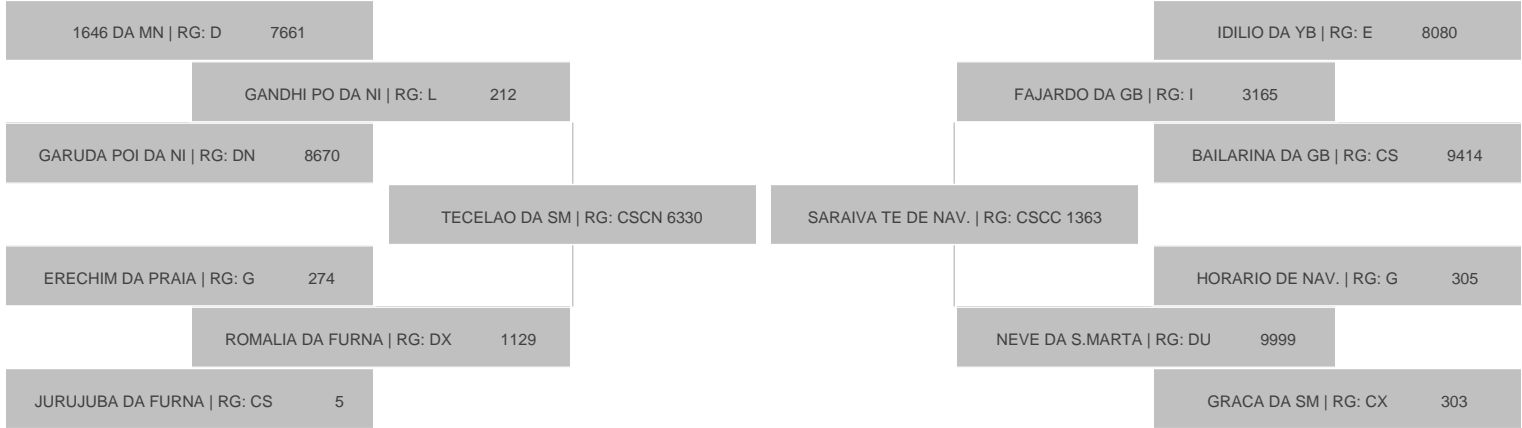 1646 DA MN | RG: D 7661
IDILIO DA YB | RG: E 8080
GANDHI PO DA NI | RG: L 212
FAJARDO DA GB | RG: I 3165
GARUDA POI DA NI | RG: DN 8670
BAILARINA DA GB | RG: CS 9414
TECELAO DA SM | RG: CSCN 6330
SARAIVA TE DE NAV. | RG: CSCC 1363
ERECHIM DA PRAIA | RG: G 274
HORARIO DE NAV. | RG: G 305
ROMALIA DA FURNA | RG: DX 1129
NEVE DA S.MARTA | RG: DU 9999
JURUJUBA DA FURNA | RG: CS 5
GRACA DA SM | RG: CX 303